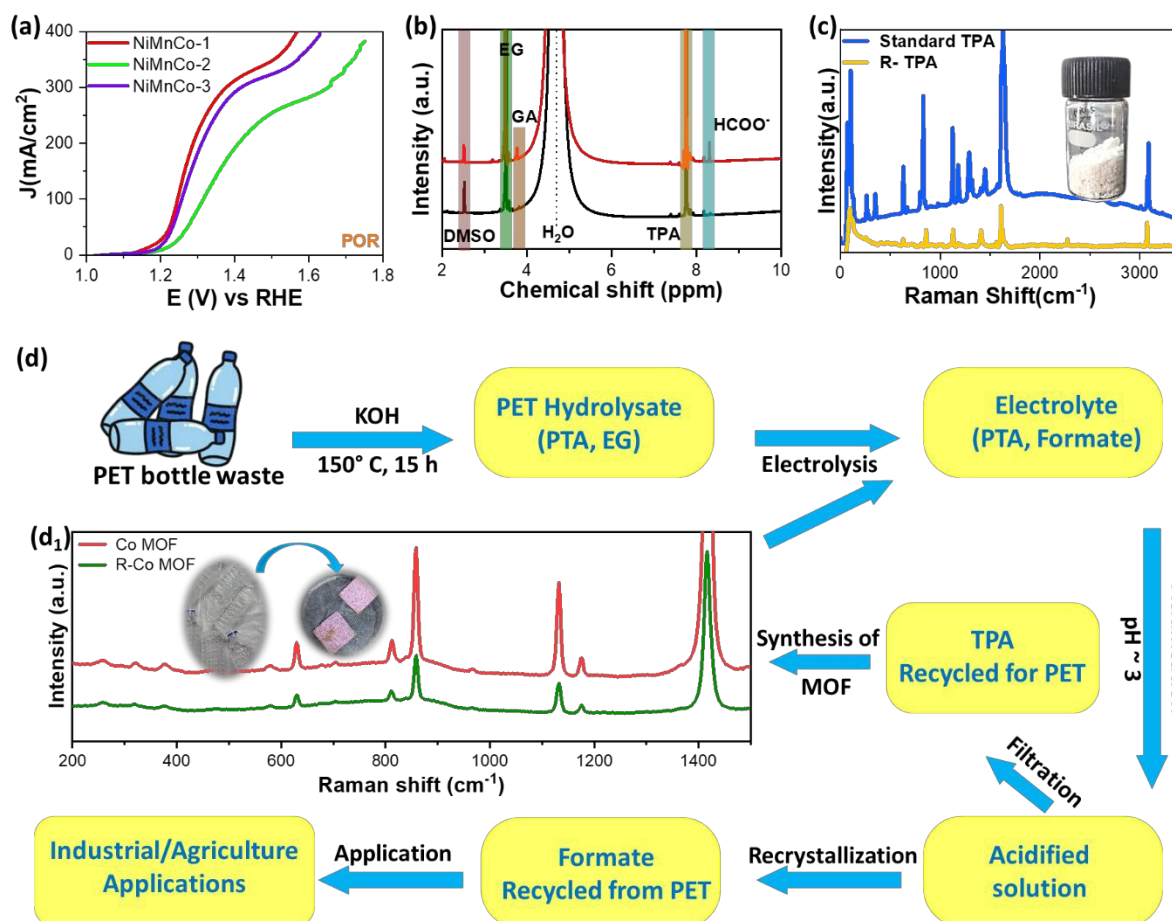 (a)
NiMnCo-1
NiMnCo-2
NiMnCo-3
J(mA/cm²)
400
300
200
100
0
1.0
1.2
1.4
1.6
1.8
E (V) vs RHE
POR
(b)
Intensity (a.u.)
EG
GA
HCOO⁻
DMSO
H₂O
TPA
2
4
6
8
10
Chemical shift (ppm)
(c)
Standard TPA
R- TPA
Intensity (a.u.)
0
1000
2000
3000
Raman Shift(cm⁻¹)
(d)
PET bottle waste
KOH
150° C, 15 h
PET Hydrolysate
(PTA, EG)
Electrolysis
Electrolyte
(PTA, Formate)
(d₁)
Co MOF
R-Co MOF
Intensity (a.u.)
200
400
600
800
1000
1200
1400
Raman shift (cm⁻¹)
Synthesis of
MOF
TPA
Recycled for PET
pH ~ 3
Filtration
Industrial/Agriculture
Applications
Application
Formate
Recycled from PET
Recrystallization
Acidified
solution